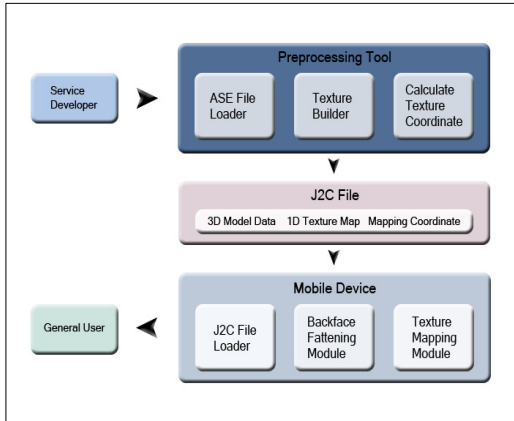 Preprocessing Tool
Service
Developer
ASE File
Loader
Texture
Builder
Calculate
Texture
Coordinate
J2C File
3D Model Data 1D Texture Map Mapping Coordinate
Mobile Device
General User
J2C File
Loader
Backface
Fattening
Module
Texture
Mapping
Module